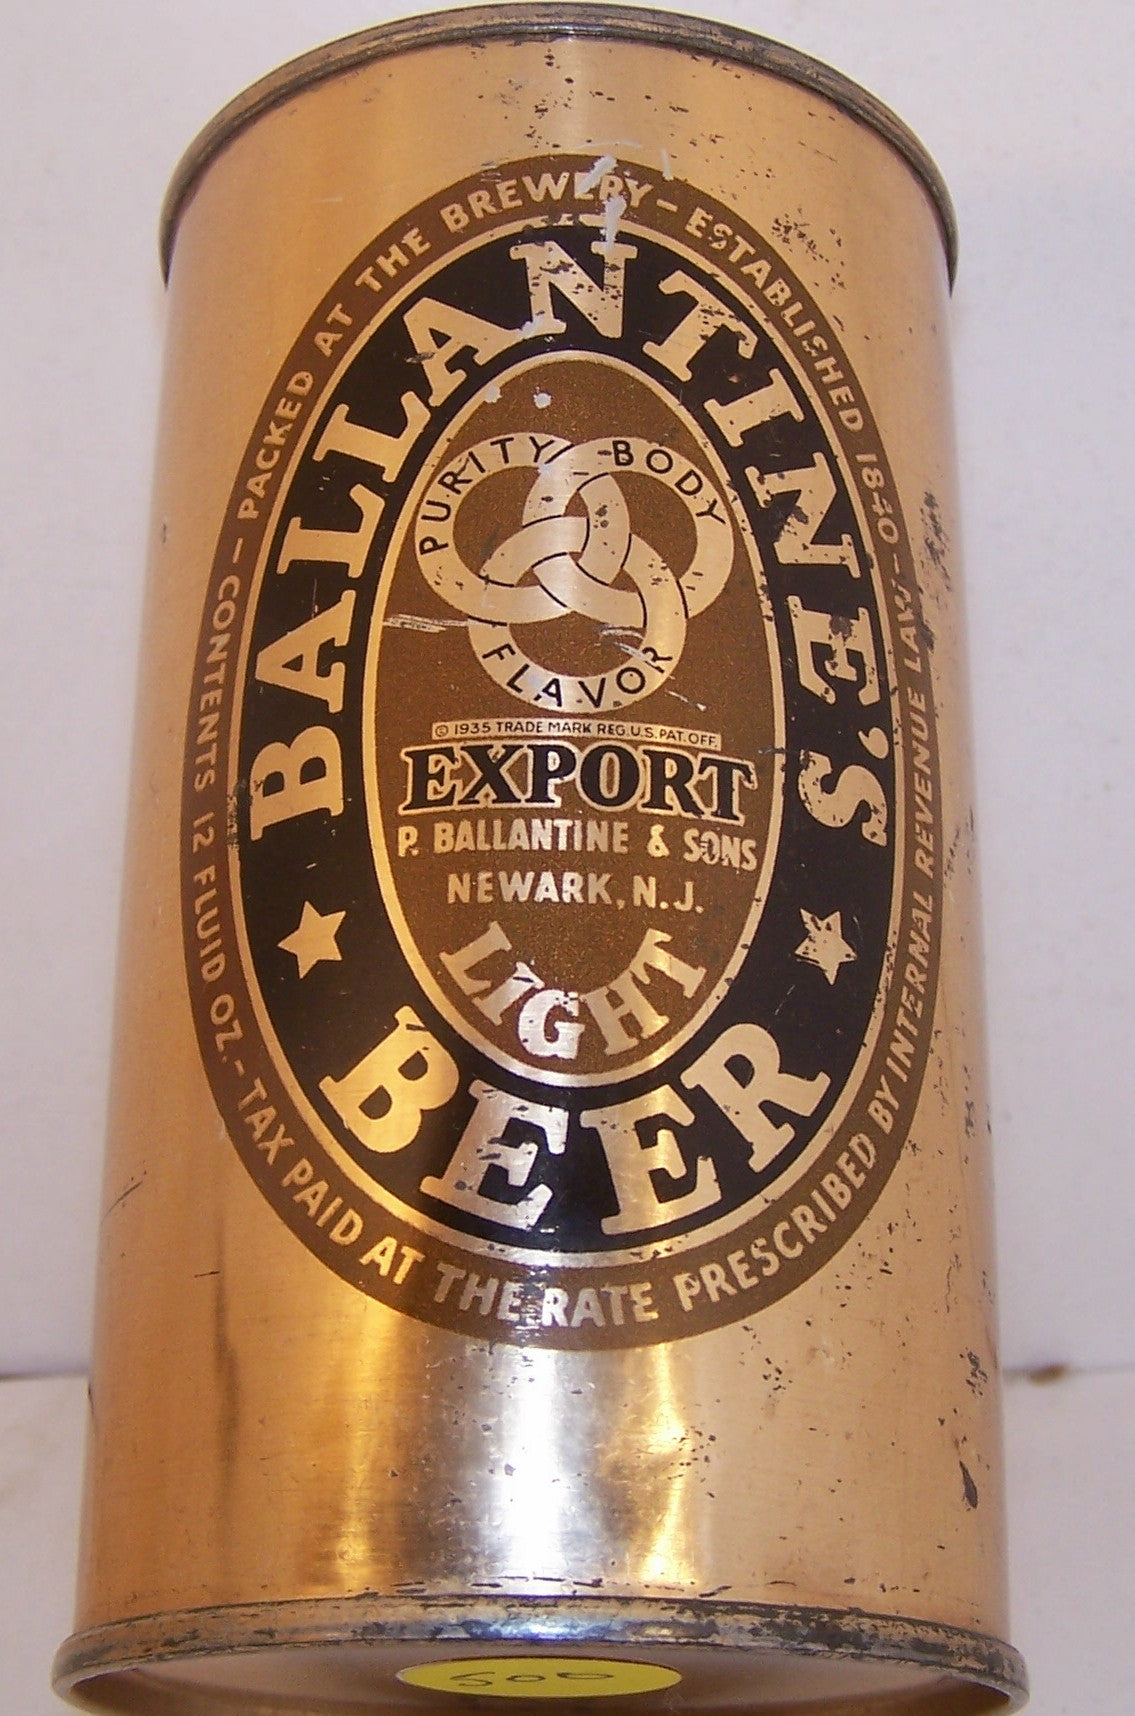 PACKED AT THE BREWERY - ESTABLISHED 1840
BALLANTINE'S
PURITY BODY
FLAVOR
© 1935 TRADE MARK REG.U.S.PAT.OFF.
EXPORT
P. BALLANTINE & SONS
NEWARK, N.J.
LIGHT
BEER
- CONTENTS 12 FLUID OZ. - TAX PAID AT THE RATE PRESCRIBED BY INTERNAL REVENUE LAW -